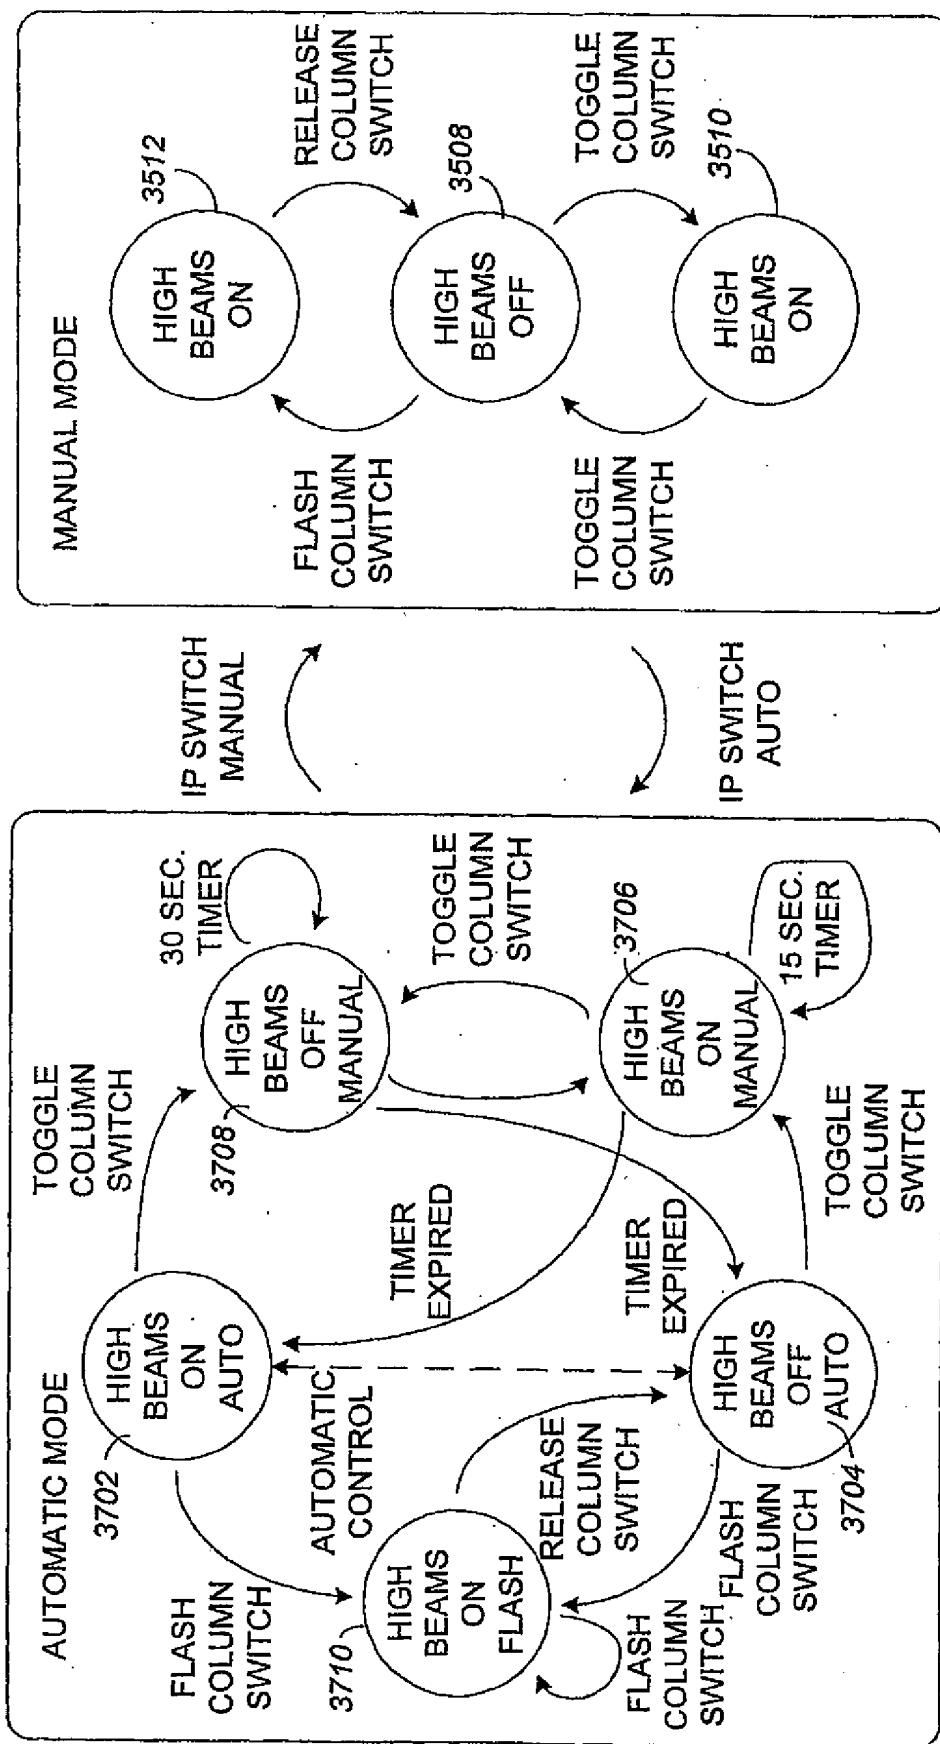 AUTOMATIC MODE
FLASH
COLUMN
SWITCH
3702
HIGH
BEAMS
ON
AUTO
TOGGLE
COLUMN
SWITCH
30 SEC.
TIMER
3708
HIGH
BEAMS
OFF
MANUAL
3710
HIGH
BEAMS
ON
FLASH
AUTOMATIC
CONTROL
TIMER
EXPIRED
TOGGLE
COLUMN
SWITCH
RELEASE
COLUMN
SWITCH
TIMER
EXPIRED
3706
HIGH
BEAMS
ON
MANUAL
15 SEC.
TIMER
FLASH
COLUMN
SWITCH
FLASH
COLUMN
SWITCH
HIGH
BEAMS
OFF
AUTO
3704
TOGGLE
COLUMN
SWITCH
IP SWITCH
MANUAL
IP SWITCH
AUTO
MANUAL MODE
FLASH
COLUMN
SWITCH
HIGH
BEAMS
ON
3512
RELEASE
COLUMN
SWITCH
HIGH
BEAMS
OFF
3508
TOGGLE
COLUMN
SWITCH
TOGGLE
COLUMN
SWITCH
HIGH
BEAMS
ON
3510